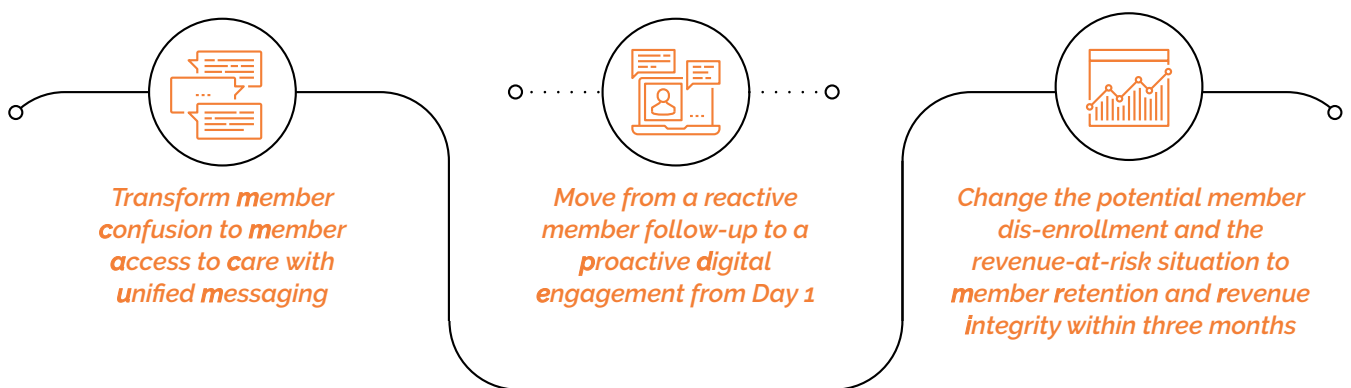 Transform member
confusion to member
access to care with
unified messaging
Move from a reactive
member follow-up to a
proactive digital
engagement from Day 1
Change the potential member
dis-enrollment and the
revenue-at-risk situation to
member retention and revenue
integrity within three months